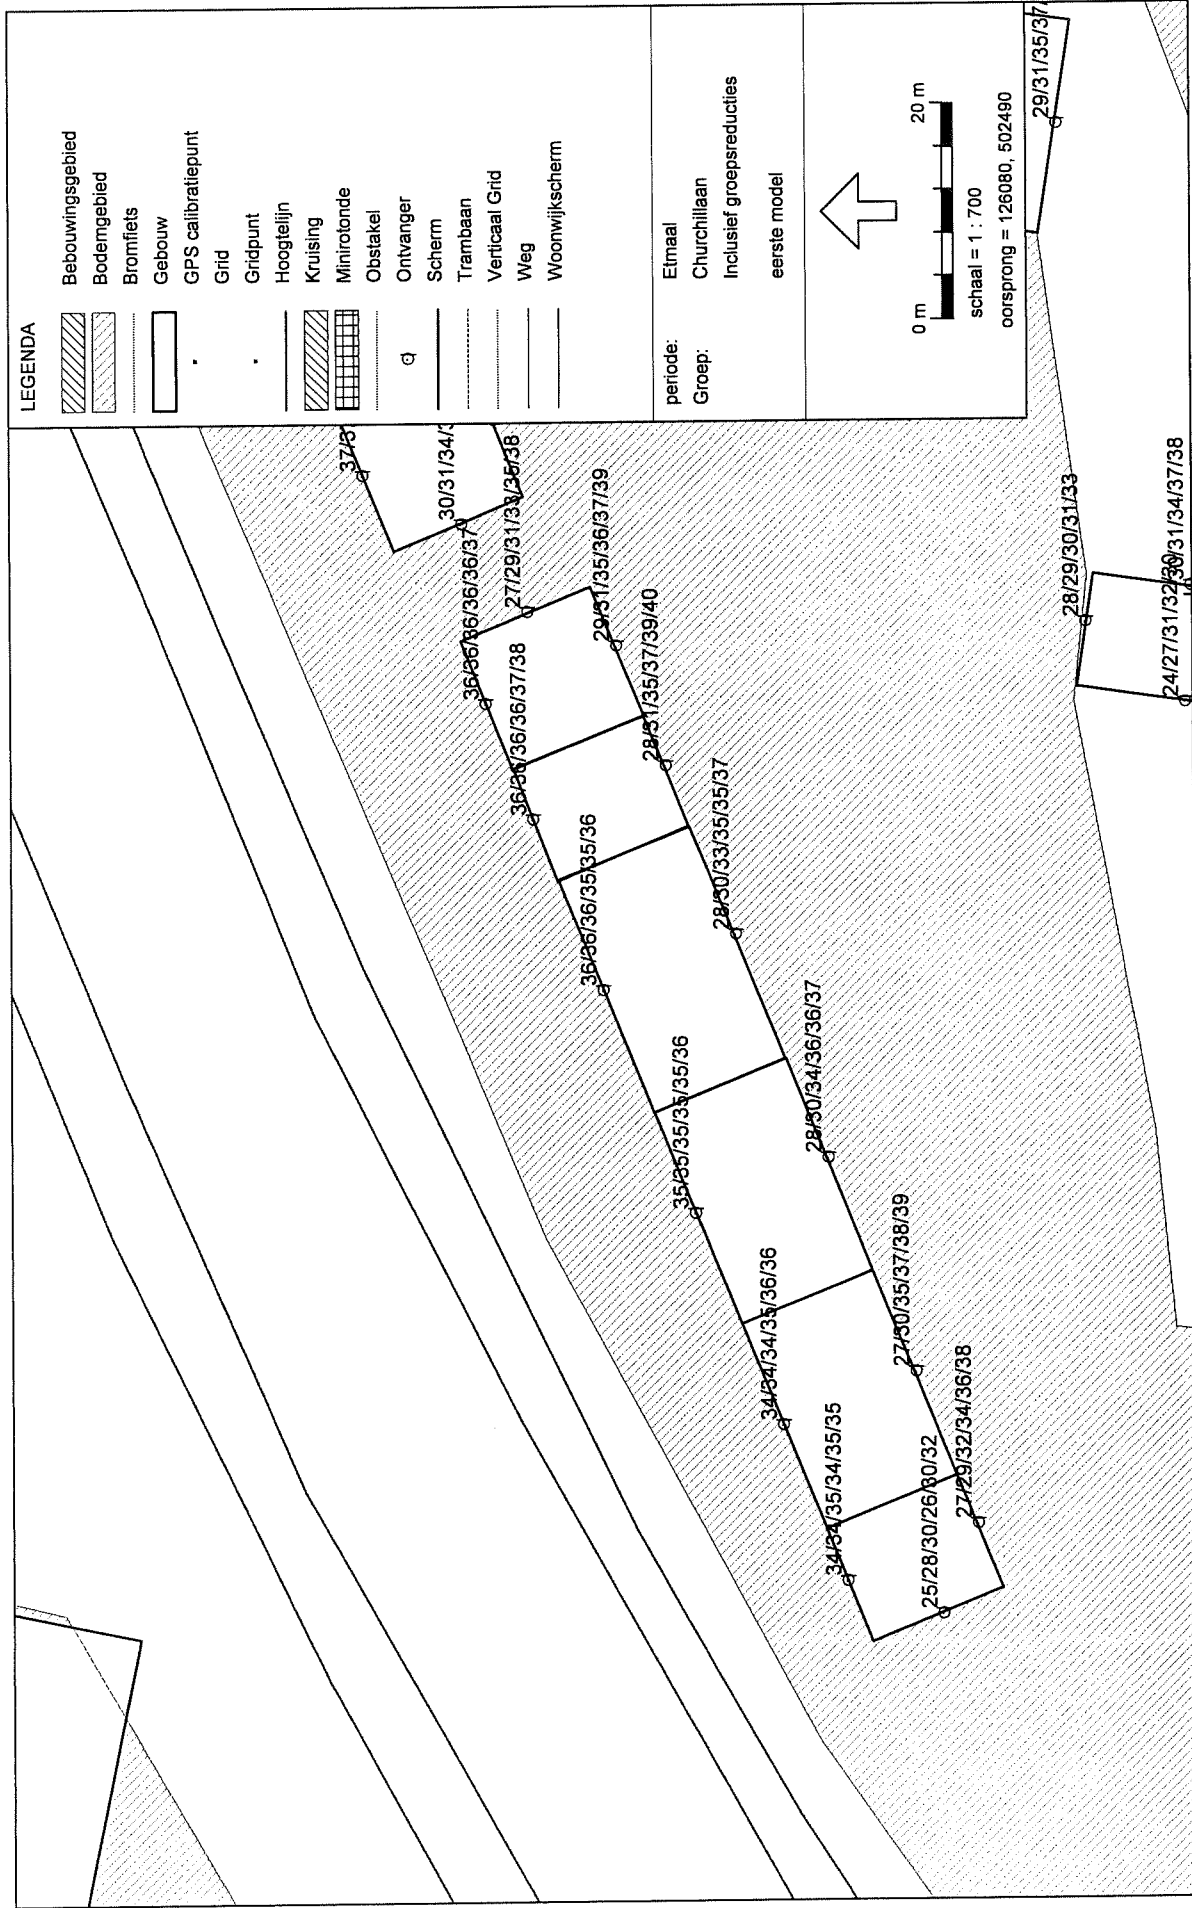 LEGENDA
Bebouwingsgebied
Bodemgebied
Bromfiets
Gebouw
GPS calibratiepunt
Grid
Gridpunt
Hoogtelijn
Kruising
Minirotonde
Obstakel
Ontvanger
Scherm
Trambaan
Verticaal Grid
Weg
Woonwijkscherm
periode: Etmaal
Groep: Churchillaan
Inclusief groepsreducties
eerste model
0 m 20 m
schaal = 1 : 700
oorsprong = 126080, 502490
29/31/35/37/
37/3
30/31/34/3
36/36/36/36/36/37
27/29/31/33/35/38
29/31/35/36/37/39
36/36/36/36/37/38
28/31/35/37/39/40
36/36/36/35/35/36
28/30/33/35/35/37
35/35/35/35/35/36
28/30/34/36/36/37
34/34/34/35/36/36
27/30/35/37/38/39
34/34/35/34/35/35
27/29/32/34/36/38
25/28/30/26/30/32
28/29/30/31/33
24/27/31/32/
/31/34/37/38